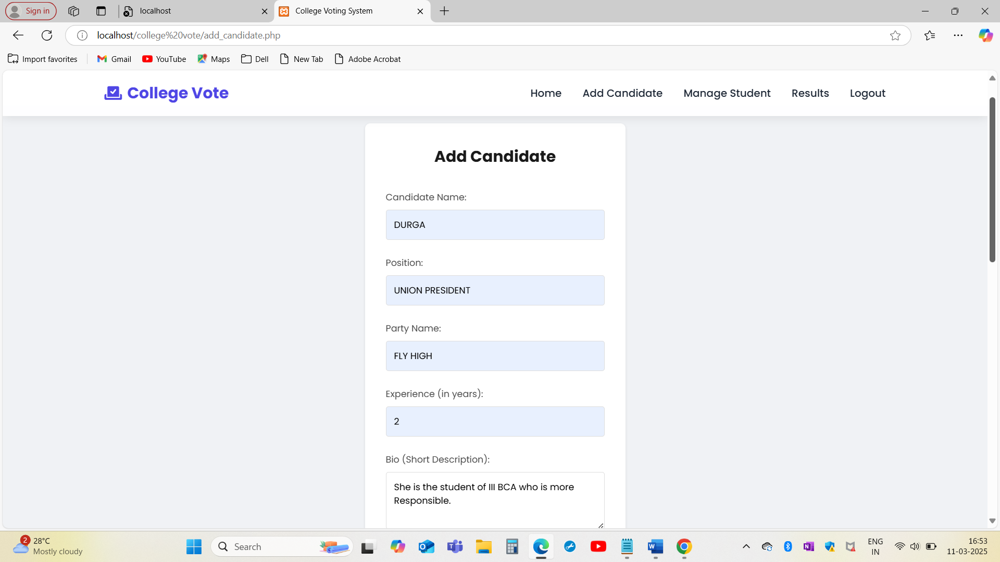 Sign in
localhost
College Voting System
localhost/college%20vote/add_candidate.php
Import favorites
Gmail
YouTube
Maps
Dell
New Tab
Adobe Acrobat
College Vote
Home
Add Candidate
Manage Student
Results
Logout
Add Candidate
Candidate Name:
DURGA
Position:
UNION PRESIDENT
Party Name:
FLY HIGH
Experience (in years):
2
Bio (Short Description):
She is the student of III BCA who is more
Responsible.
2
28°C
Mostly cloudy
Search
ENG
IN
16:53
11-03-2025